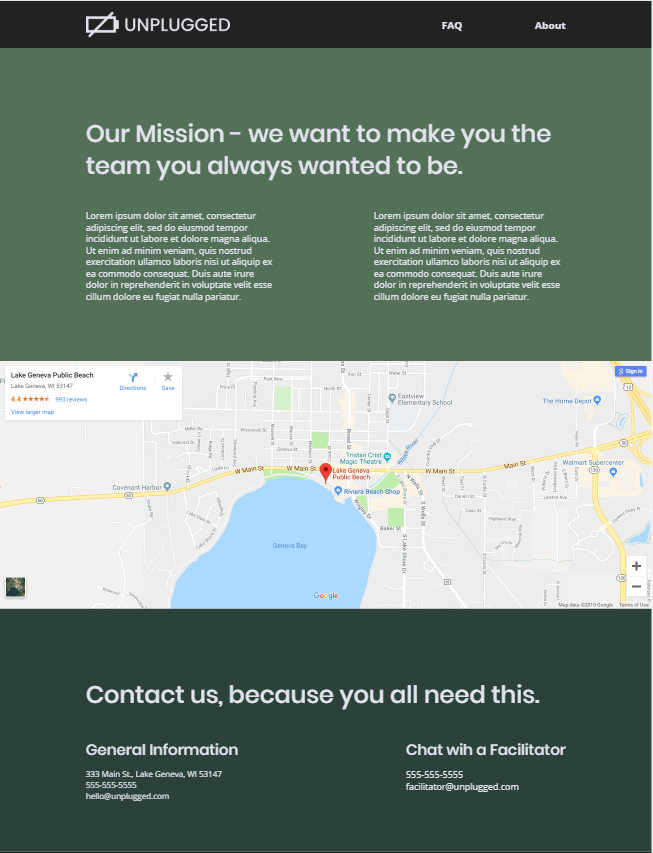 UNPLUGGED
FAQ
About
Our Mission - we want to make you the
team you always wanted to be.
Lorem ipsum dolor sit amet, consectetur
adipiscing elit, sed do eiusmod tempor
incididunt ut labore et dolore magna aliqua.
Ut enim ad minim veniam, quis nostrud
exercitation ullamco laboris nisi ut aliquip ex
ea commodo consequat. Duis aute irure
dolor in reprehenderit in voluptate velit esse
cillum dolore eu fugiat nulla pariatur.
Lorem ipsum dolor sit amet, consectetur
adipiscing elit, sed do eiusmod tempor
incididunt ut labore et dolore magna aliqua.
Ut enim ad minim veniam, quis nostrud
exercitation ullamco laboris nisi ut aliquip ex
ea commodo consequat. Duis aute irure
dolor in reprehenderit in voluptate velit esse
cillum dolore eu fugiat nulla pariatur.
Lake Geneva Public Beach
Lake Geneva, WI 53147
4.4 993 reviews
View larger map
Directions
Save
Sign in
Eastview
Elementary School
The Home Depot
Tristan Crist
Magic Theatre
Walmart Supercenter
W Main St
W Main St
Lake Geneva
Public Beach
W Main St
Main St
Covenant Harbor
Riviera Beach Shop
Baker St
Geneva Bay
S Lake Shore Dr
Google
Map data ©2019 Google
Terms of Use
Contact us, because you all need this.
General Information
333 Main St., Lake Geneva, WI 53147
555-555-5555
hello@unplugged.com
Chat wih a Facilitator
555-555-5555
facilitator@unplugged.com